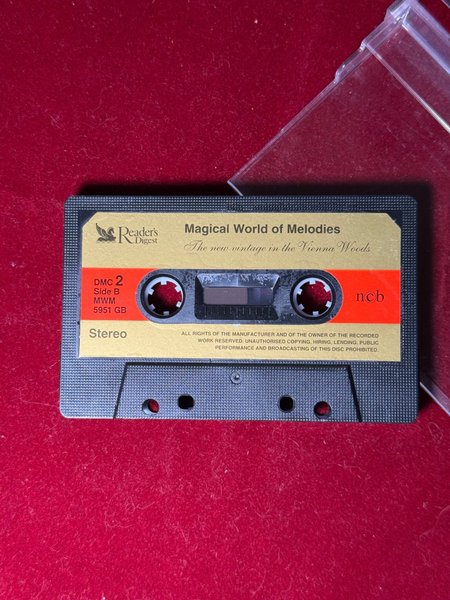 Reader's
Digest
Magical World of Melodies
The new vintage in the Vienna Woods
DMC 2
Side B
MWM
5951 GB
ncb
Stereo
ALL RIGHTS OF THE MANUFACTURER AND OF THE OWNER OF THE RECORDED
WORK RESERVED. UNAUTHORISED COPYING, HIRING, LENDING, PUBLIC
PERFORMANCE AND BROADCASTING OF THIS DISC PROHIBITED.